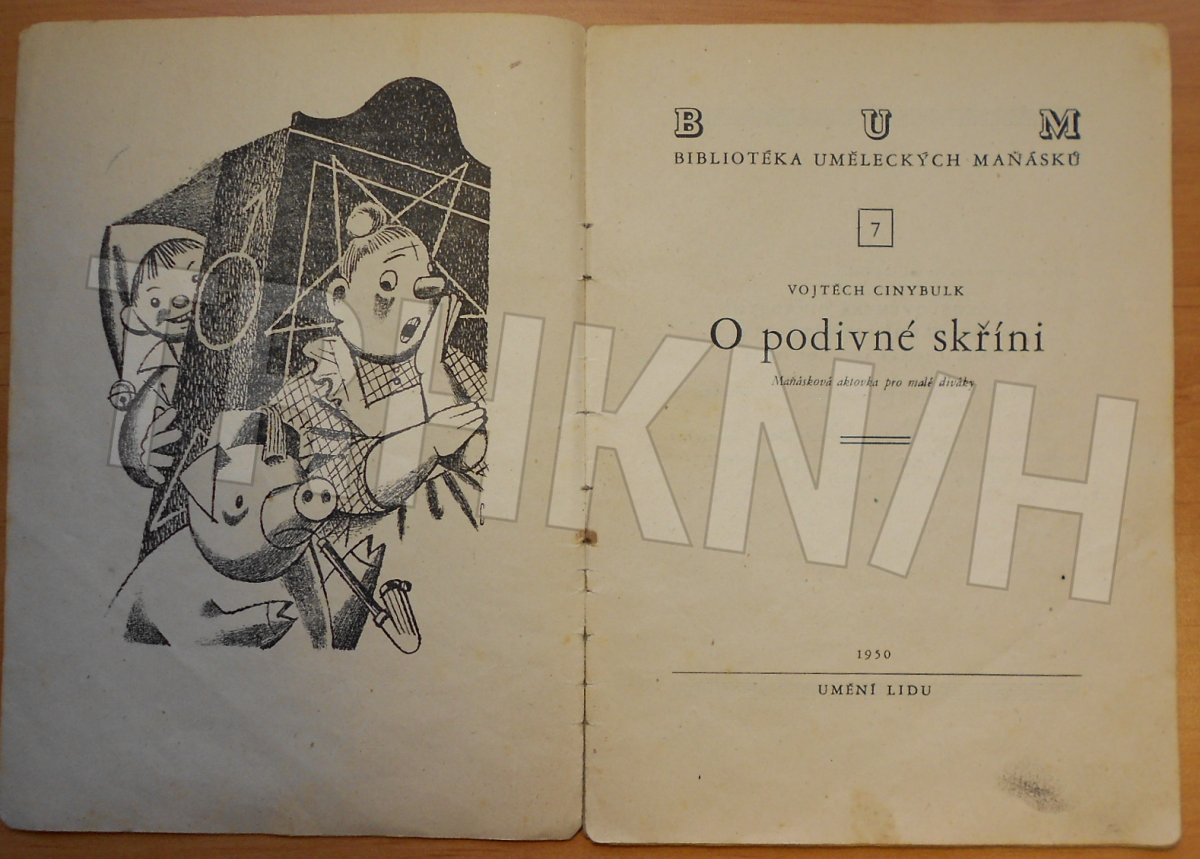 B U M
BIBLIOTÉKA UMĚLECKÝCH MAŇÁSKŮ
7
VOJTĚCH CINYBULK
O podivné skříni
Maňásková aktovka pro malé diváky
1950
UMĚNÍ LIDU